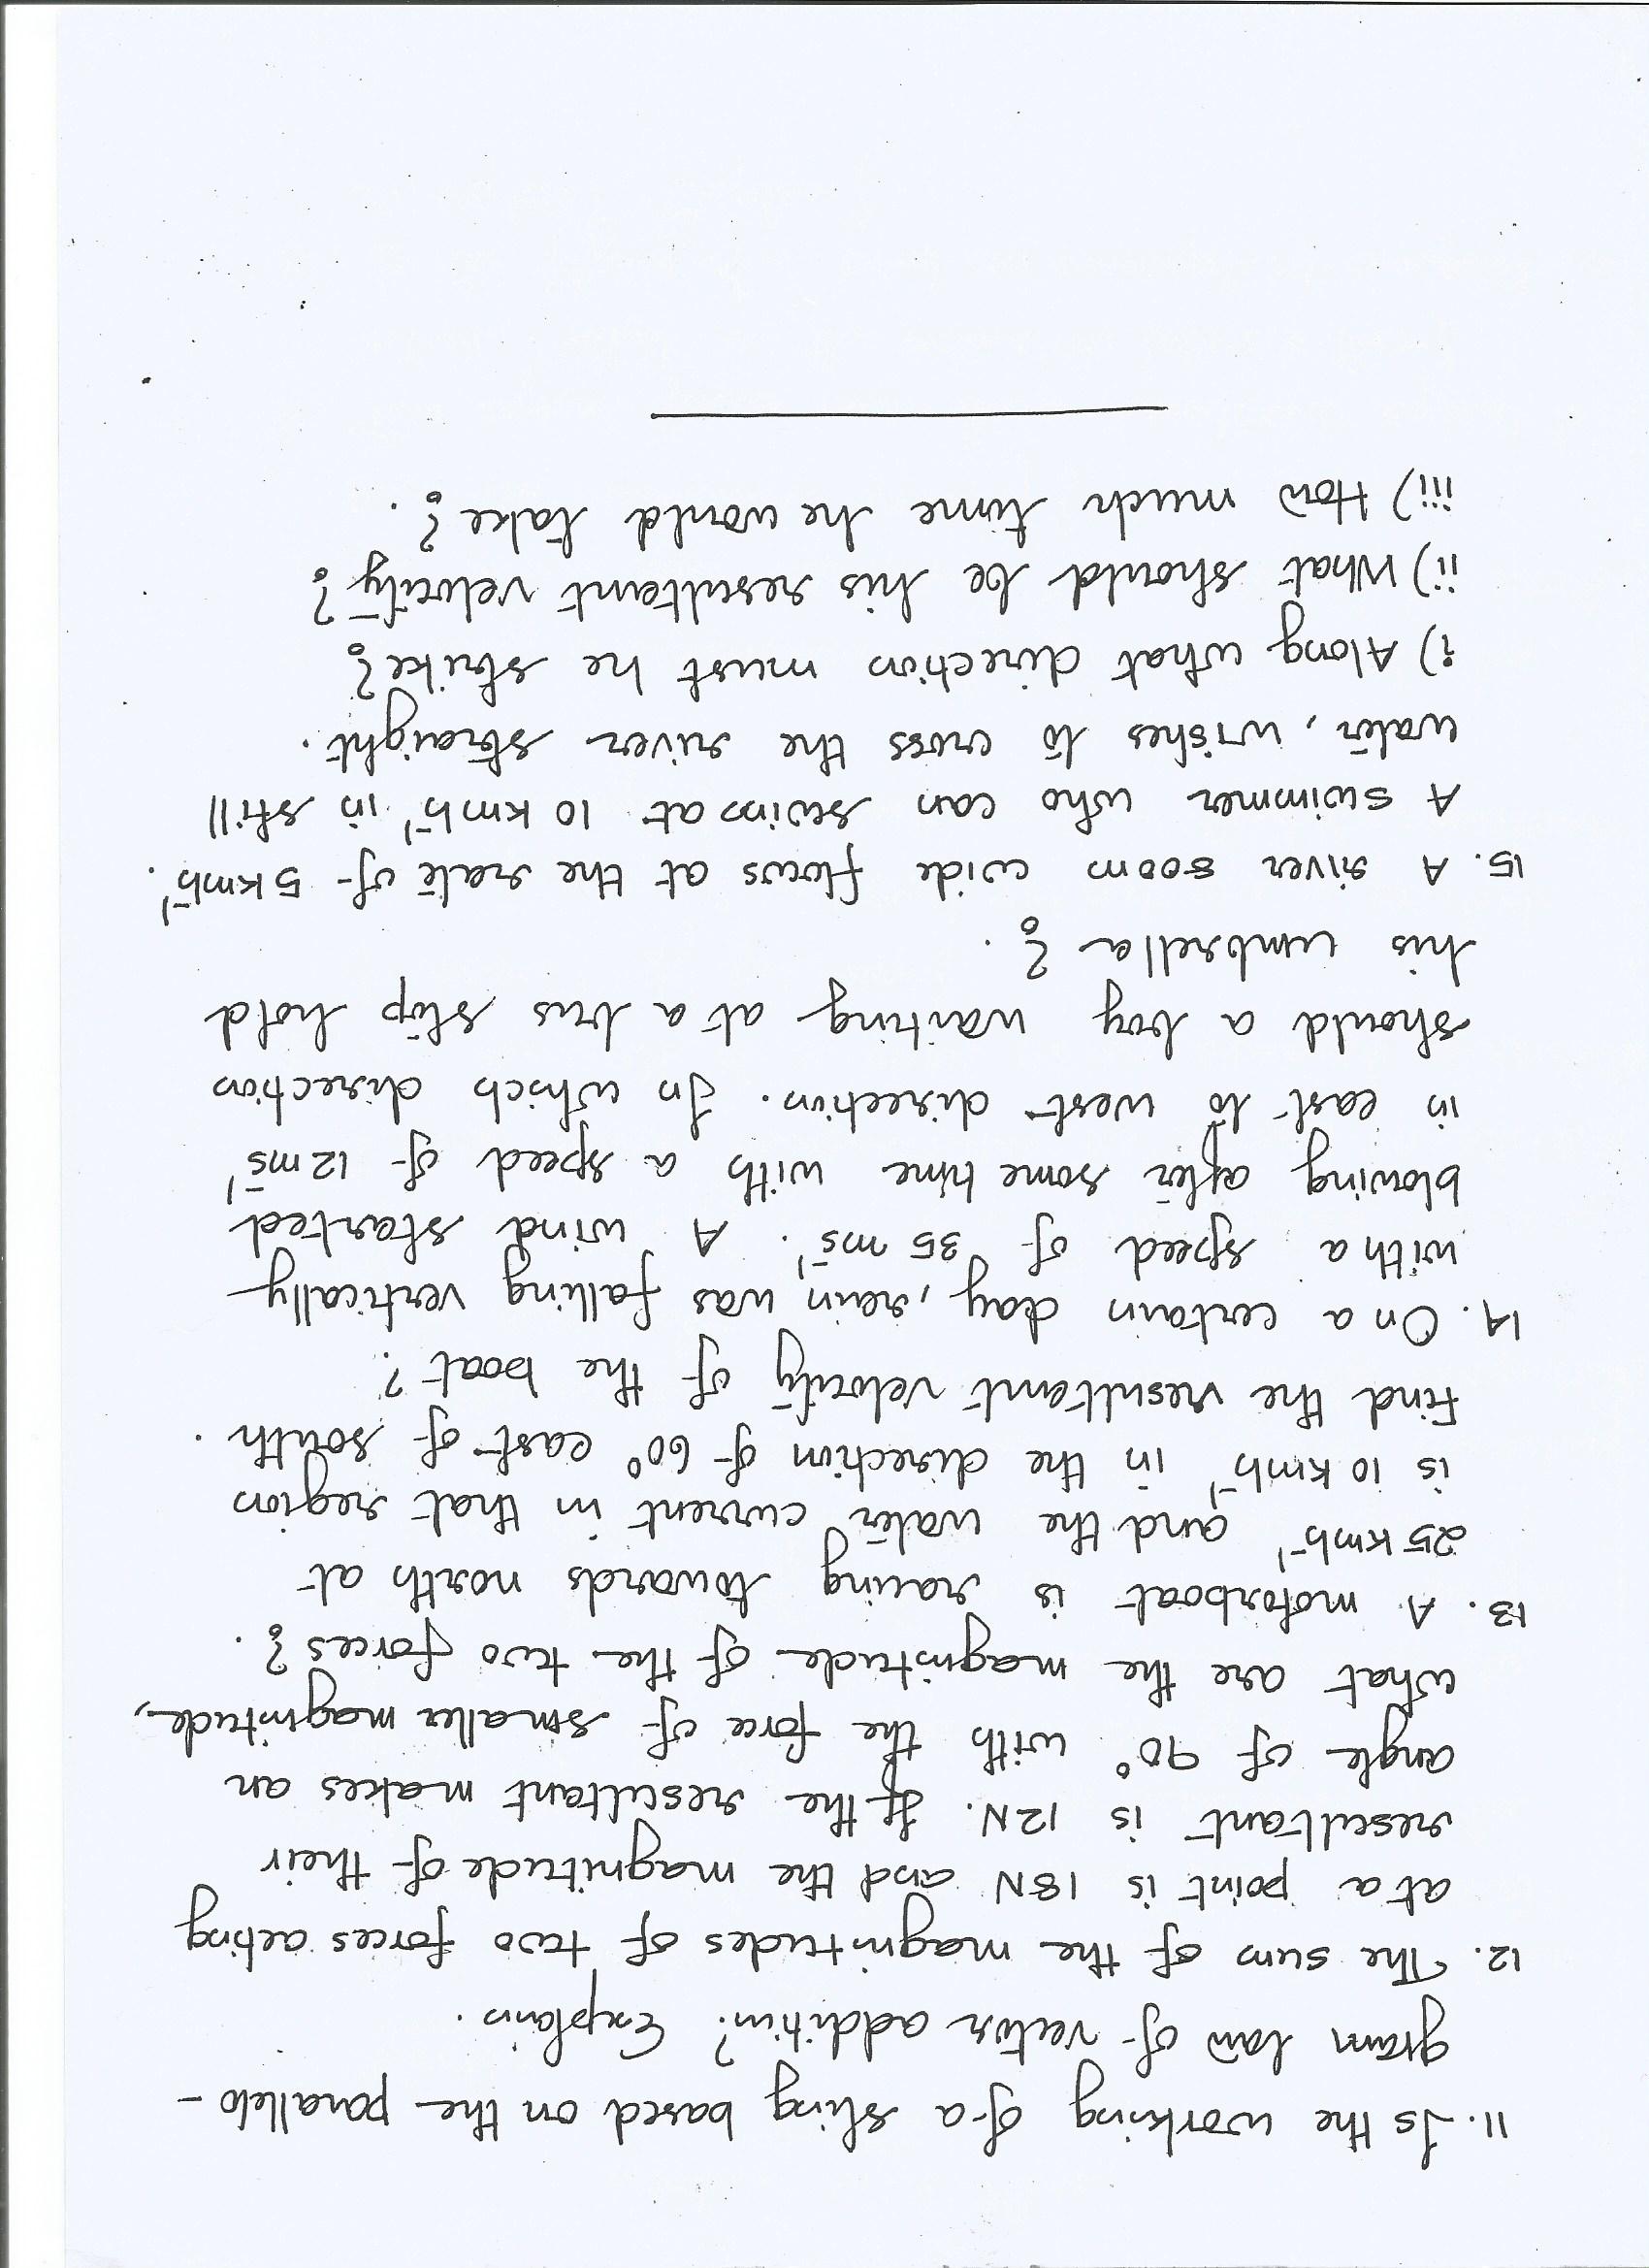 11. Is the working of a sling based on the parallelo-
gram law of vector addition? Explain.
12. The sum of the magnitudes of two forces acting
at a point is 18N and the magnitude of their
resultant is 12N. If the resultant makes an
angle of 90° with the force of smaller magnitude,
what are the magnitude of the two forces?.
13. A motorboat is racing towards north at
25 kmh⁻¹ and the water current in that region
is 10 kmh⁻¹ in the direction of 60° east of south.
Find the resultant velocity of the boat?
14. On a certain day, rain was falling vertically
with a speed of 35 ms⁻¹. A wind started
blowing after some time with a speed of 12 ms⁻¹
in east to west direction. In which direction
should a boy waiting at a bus stop hold
his umbrella?.
15. A river 800m wide flows at the rate of 5 kmh⁻¹.
A swimmer who can swim at 10 kmh⁻¹ in still
water, wishes to cross the river straight.
i) Along what direction must he strike?
ii) What should be his resultant velocity?
iii) How much time he would take?.